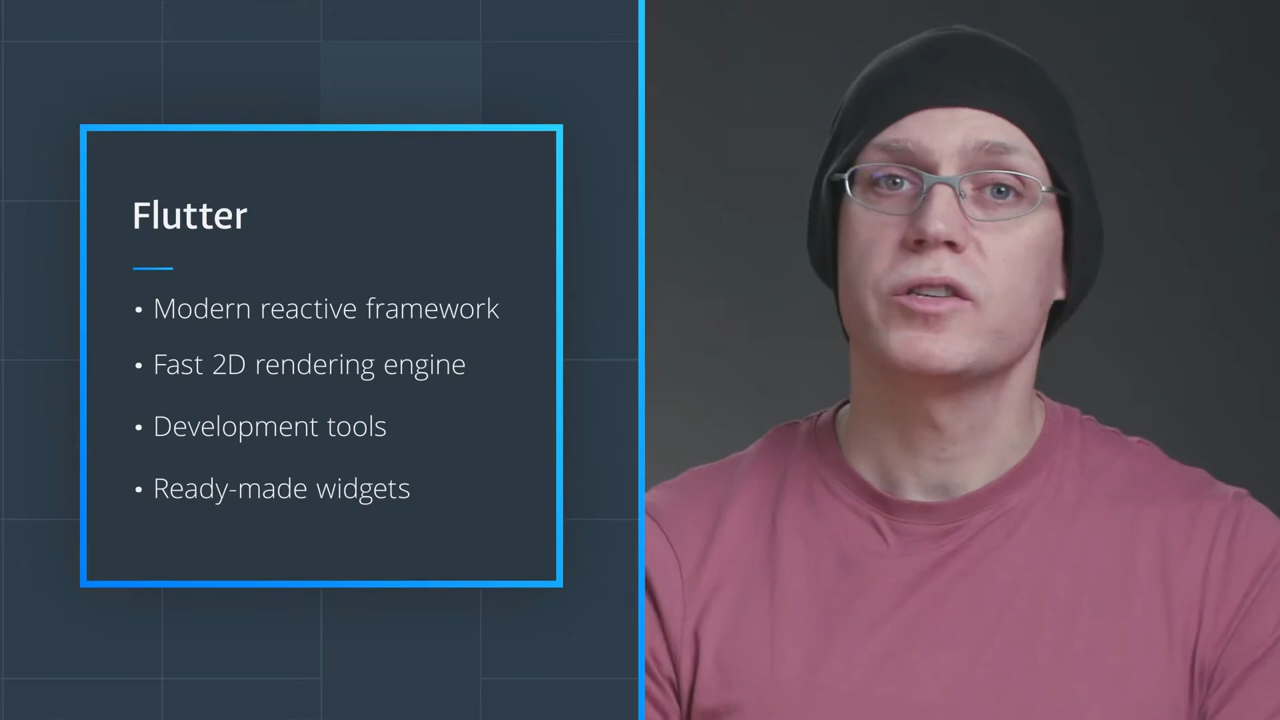 Flutter
• Modern reactive framework
• Fast 2D rendering engine
• Development tools
• Ready-made widgets